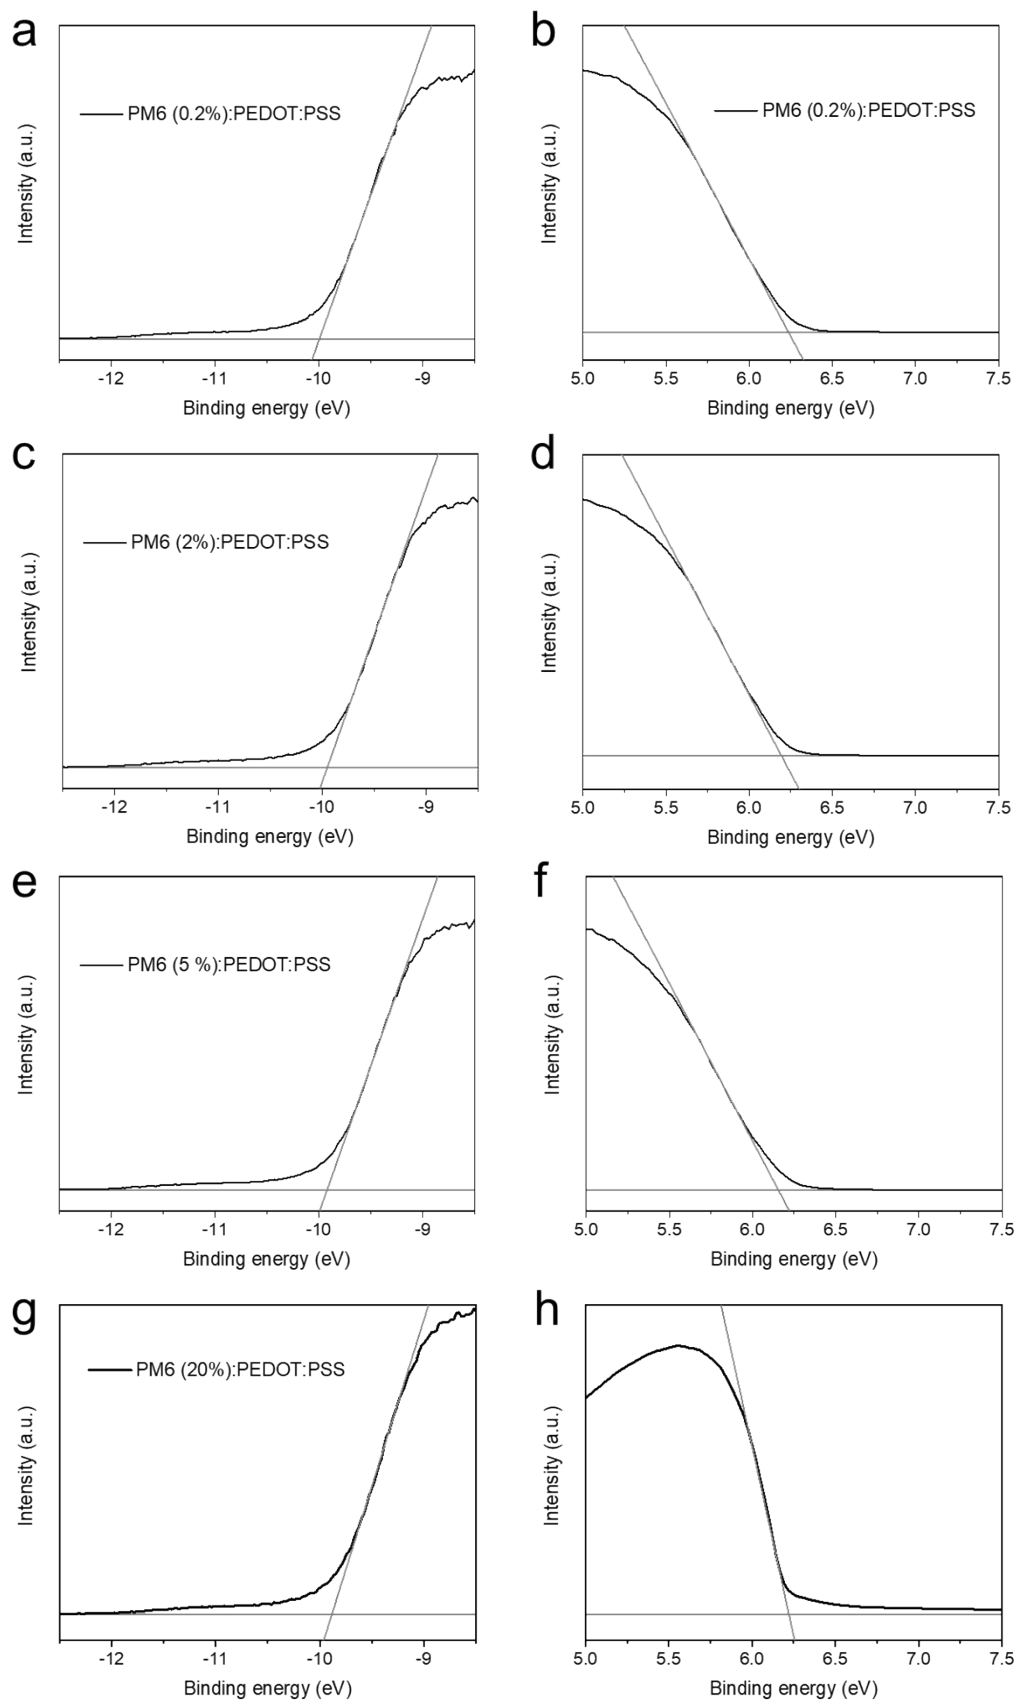 a
b
PM6 (0.2%):PEDOT:PSS
PM6 (0.2%):PEDOT:PSS
Intensity (a.u.)
Intensity (a.u.)
-12 -11 -10 -9
5.0 5.5 6.0 6.5 7.0 7.5
Binding energy (eV)
Binding energy (eV)
c
d
PM6 (2%):PEDOT:PSS
Intensity (a.u.)
Intensity (a.u.)
-12 -11 -10 -9
5.0 5.5 6.0 6.5 7.0 7.5
Binding energy (eV)
Binding energy (eV)
e
f
PM6 (5 %):PEDOT:PSS
Intensity (a.u.)
Intensity (a.u.)
-12 -11 -10 -9
5.0 5.5 6.0 6.5 7.0 7.5
Binding energy (eV)
Binding energy (eV)
g
h
PM6 (20%):PEDOT:PSS
Intensity (a.u.)
Intensity (a.u.)
-12 -11 -10 -9
5.0 5.5 6.0 6.5 7.0 7.5
Binding energy (eV)
Binding energy (eV)